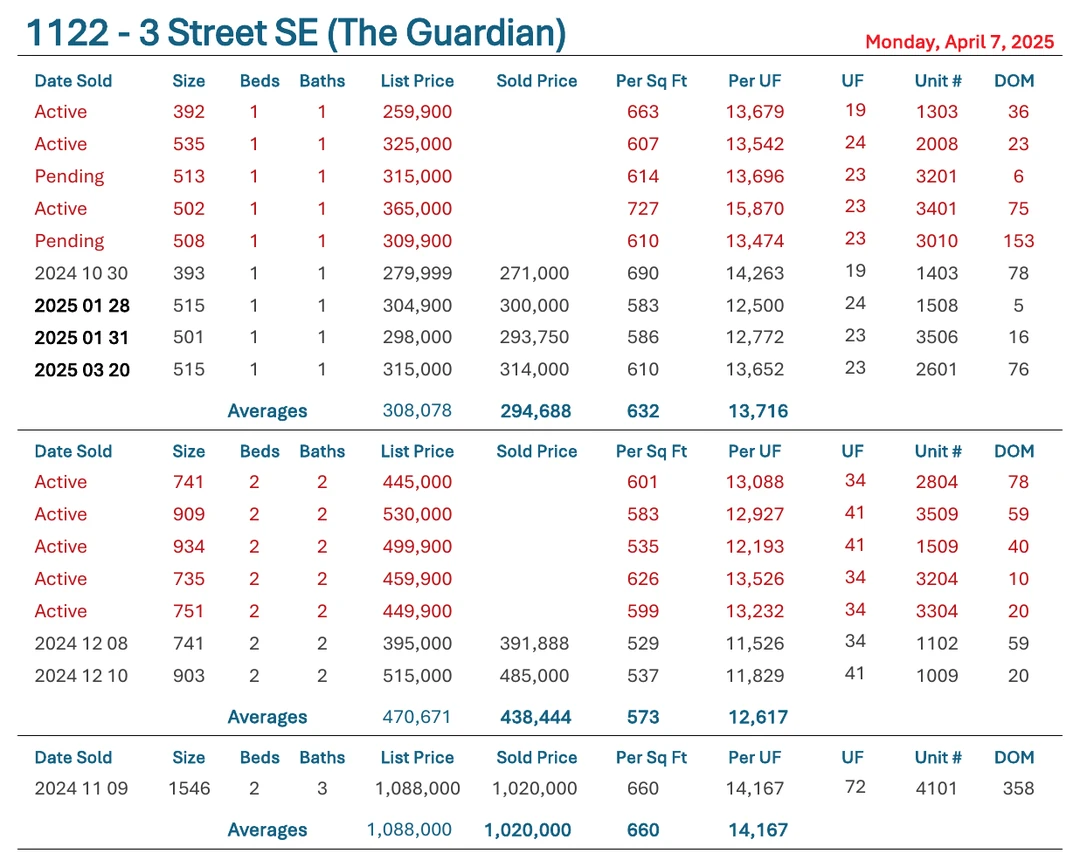 1122 - 3 Street SE (The Guardian)
Monday, April 7, 2025
Date Sold Size Beds Baths List Price Sold Price Per Sq Ft Per UF UF Unit # DOM
Active 392 1 1 259,900 663 13,679 19 1303 36
Active 535 1 1 325,000 607 13,542 24 2008 23
Pending 513 1 1 315,000 614 13,696 23 3201 6
Active 502 1 1 365,000 727 15,870 23 3401 75
Pending 508 1 1 309,900 610 13,474 23 3010 153
2024 10 30 393 1 1 279,999 271,000 690 14,263 19 1403 78
2025 01 28 515 1 1 304,900 300,000 583 12,500 24 1508 5
2025 01 31 501 1 1 298,000 293,750 586 12,772 23 3506 16
2025 03 20 515 1 1 315,000 314,000 610 13,652 23 2601 76
Averages 308,078 294,688 632 13,716
Date Sold Size Beds Baths List Price Sold Price Per Sq Ft Per UF UF Unit # DOM
Active 741 2 2 445,000 601 13,088 34 2804 78
Active 909 2 2 530,000 583 12,927 41 3509 59
Active 934 2 2 499,900 535 12,193 41 1509 40
Active 735 2 2 459,900 626 13,526 34 3204 10
Active 751 2 2 449,900 599 13,232 34 3304 20
2024 12 08 741 2 2 395,000 391,888 529 11,526 34 1102 59
2024 12 10 903 2 2 515,000 485,000 537 11,829 41 1009 20
Averages 470,671 438,444 573 12,617
Date Sold Size Beds Baths List Price Sold Price Per Sq Ft Per UF UF Unit # DOM
2024 11 09 1546 2 3 1,088,000 1,020,000 660 14,167 72 4101 358
Averages 1,088,000 1,020,000 660 14,167